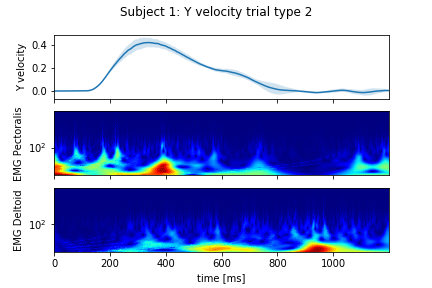 Subject 1: Y velocity trial type 2
Y velocity
0.4
0.2
0.0
EMG Pectoralis
10²
EMG Deltoid
10²
0 200 400 600 800 1000
time [ms]